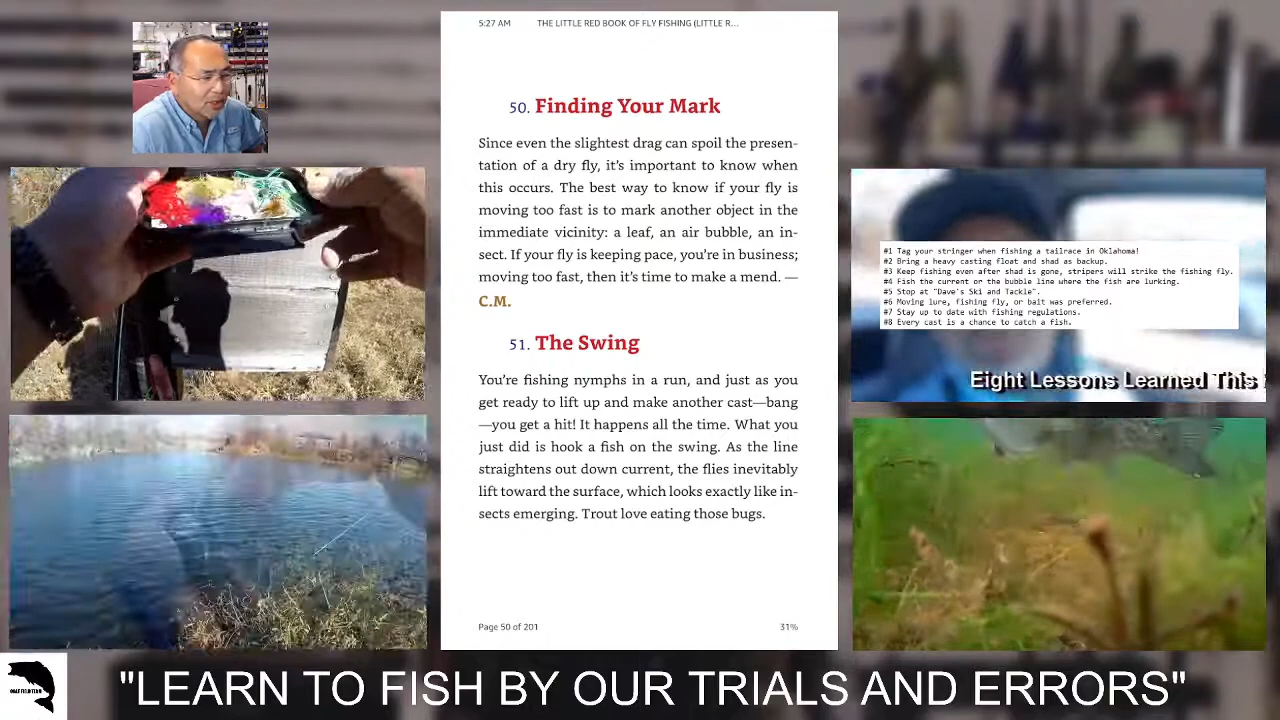 5:27 AM THE LITTLE RED BOOK OF FLY FISHING (LITTLE R...
50. Finding Your Mark
Since even the slightest drag can spoil the presen-
tation of a dry fly, it's important to know when
this occurs. The best way to know if your fly is
moving too fast is to mark another object in the
immediate vicinity: a leaf, an air bubble, an in-
sect. If your fly is keeping pace, you're in business;
moving too fast, then it's time to make a mend. —
C.M.
51. The Swing
You're fishing nymphs in a run, and just as you
get ready to lift up and make another cast—bang
—you get a hit! It happens all the time. What you
just did is hook a fish on the swing. As the line
straightens out down current, the flies inevitably
lift toward the surface, which looks exactly like in-
sects emerging. Trout love eating those bugs.
Page 50 of 201 31%
#1 Tag your stringer when fishing a tailrace in Oklahoma!
#2 Bring a heavy casting float and shad as backup.
#3 Keep fishing even after shad is gone, stripers will strike the fishing fly.
#4 Fish the current or the bubble line where the fish are lurking.
#5 Stop at "Dave's Ski and Tackle".
#6 Moving lure, fishing fly, or bait was preferred.
#7 Stay up to date with fishing regulations.
#8 Every cast is a chance to catch a fish.
Eight Lessons Learned This
"LEARN TO FISH BY OUR TRIALS AND ERRORS"